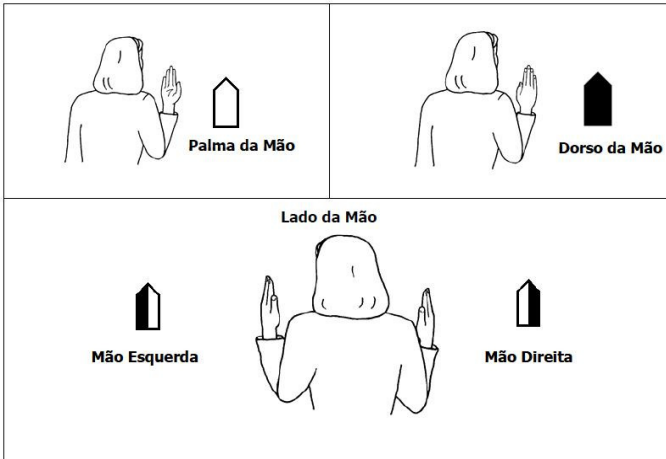 Palma da Mão
Dorso da Mão
Lado da Mão
Mão Esquerda
Mão Direita